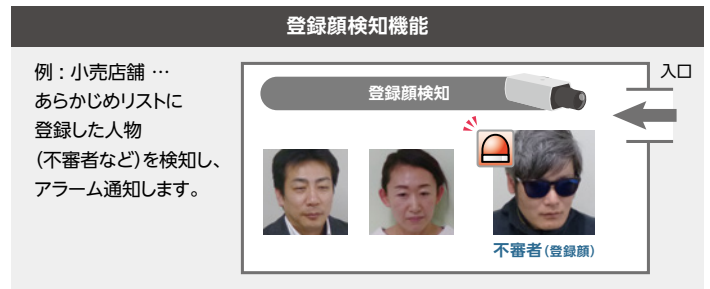 登録顔検知機能
例：小売店舗 …
あらかじめリストに
登録した人物
（不審者など）を検知し、
アラーム通知します。
登録顔検知
入口
不審者（登録顔）